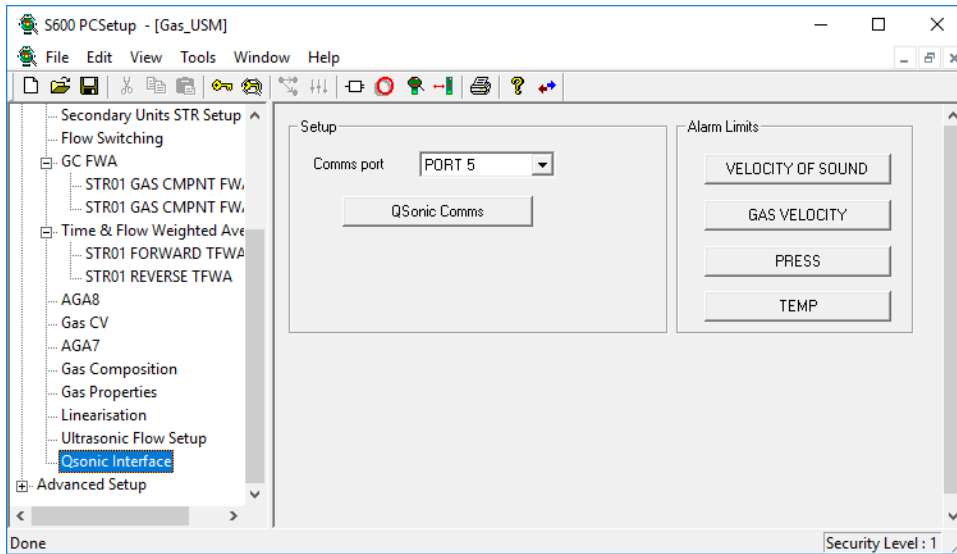 S600 PCSetup - [Gas_USM]
File Edit View Tools Window Help
Secondary Units STR Setup
Flow Switching
GC FWA
STR01 GAS CMPNT FW
STR01 GAS CMPNT FW
Time & Flow Weighted Ave
STR01 FORWARD TFWA
STR01 REVERSE TFWA
AGA8
Gas CV
AGA7
Gas Composition
Gas Properties
Linearisation
Ultrasonic Flow Setup
Qsonic Interface
Advanced Setup
Setup
Comms port PORT 5
QSonic Comms
Alarm Limits
VELOCITY OF SOUND
GAS VELOCITY
PRESS
TEMP
Done
Security Level : 1